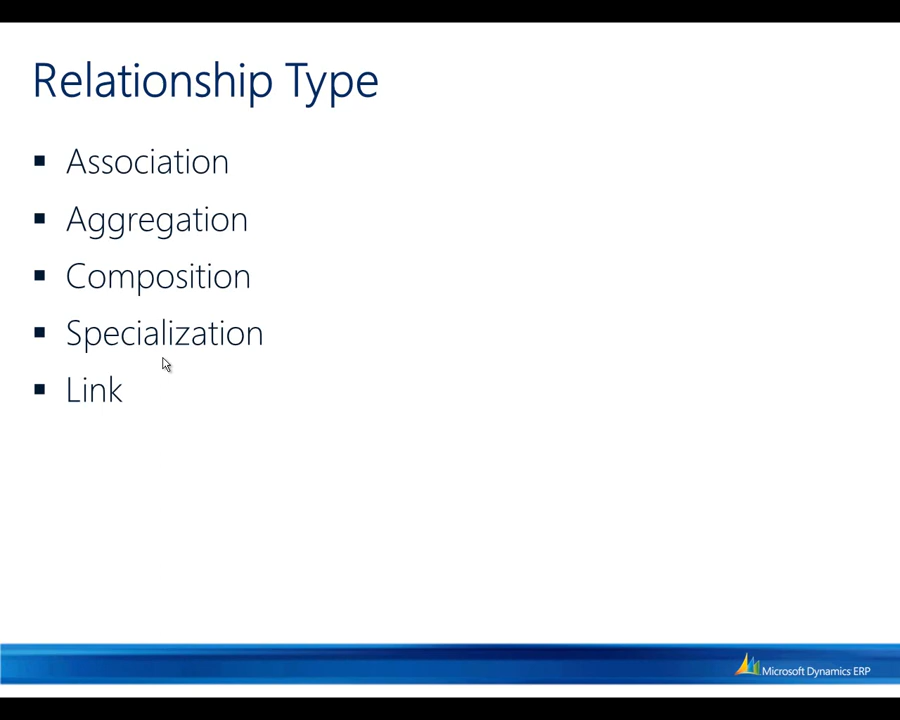 Relationship Type
Association
Aggregation
Composition
Specialization
Link
Microsoft Dynamics ERP